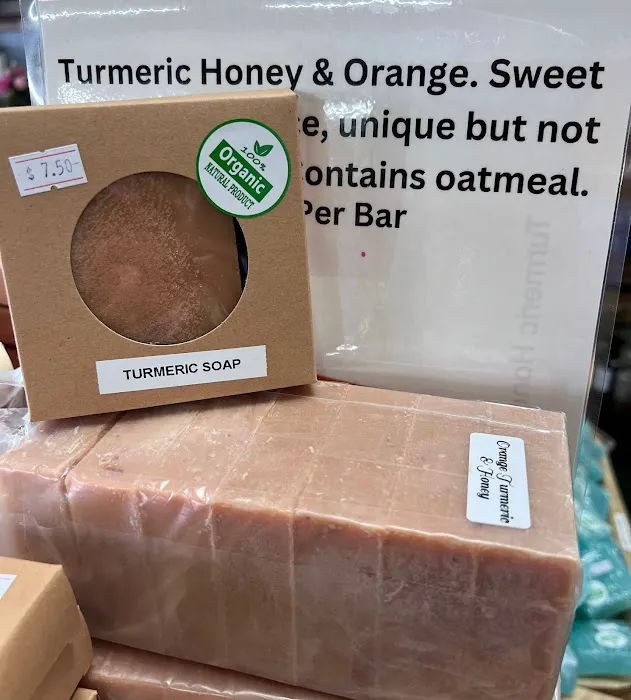 Turmeric Honey & Orange. Sweet
e, unique but not
ontains oatmeal.
Per Bar
$7.50
100%
Organic
NATURAL PRODUCT
TURMERIC SOAP
Orange Turmeric
& Honey